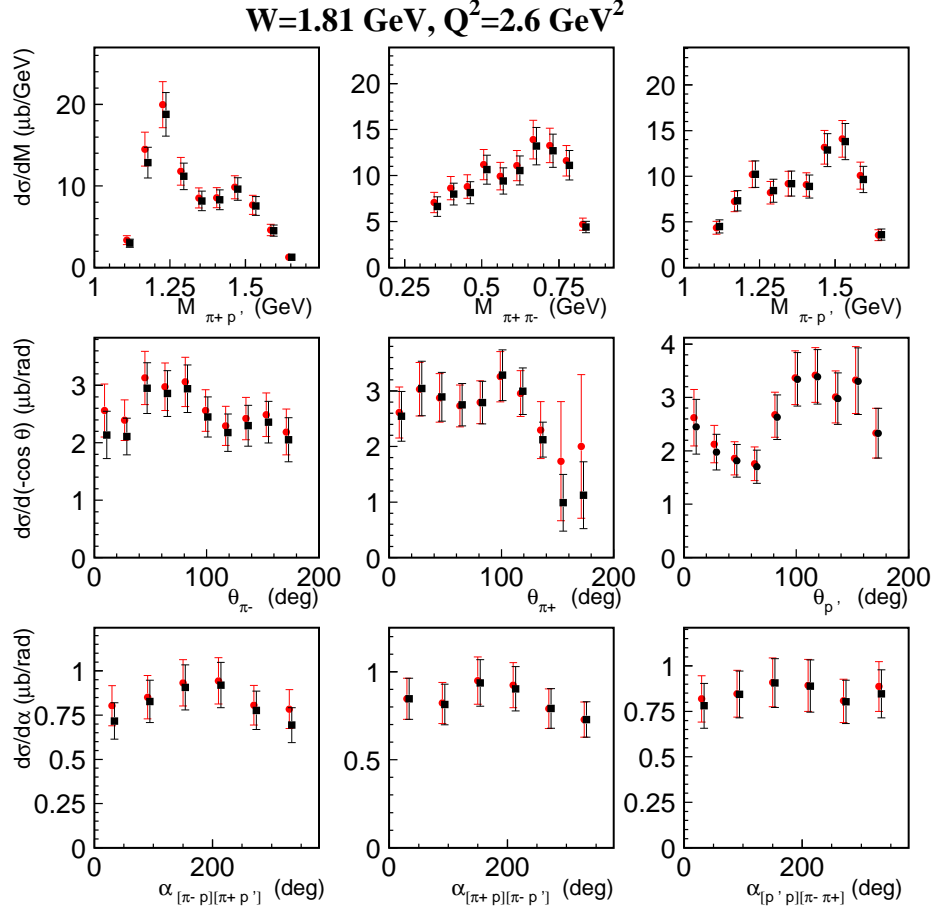 W=1.81 GeV, Q²=2.6 GeV²
dσ/dM (μb/GeV)
0 10 20
1 1.25 1.5
M π+ p' (GeV)
0 5 10 15 20
0.25 0.5 0.75
M π+ π- (GeV)
0 5 10 15 20
1 1.25 1.5
M π- p' (GeV)
dσ/d(-cos θ) (μb/rad)
0 1 2 3
0 100 200
θ π- (deg)
0 1 2 3 4
0 100 200
θ π+ (deg)
0 1 2 3 4
0 100 200
θ p' (deg)
dσ/dα (μb/rad)
0 0.25 0.5 0.75 1
0 200
α [π- p][π+ p'] (deg)
0 0.5 1
0 200
α [π+ p][π- p'] (deg)
0 0.25 0.5 0.75 1
0 200
α [p' p][π- π+] (deg)